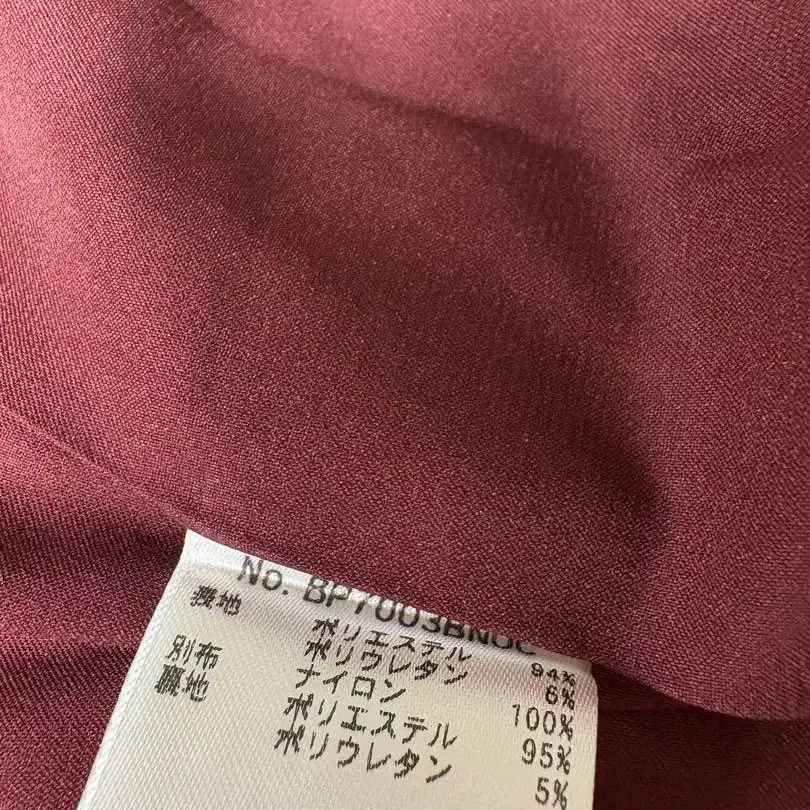 No. BP7003BNUC
表地 ポリエステル 94%
ポリウレタン 6%
別布 ナイロン 100%
裏地 ポリエステル 95%
ポリウレタン 5%